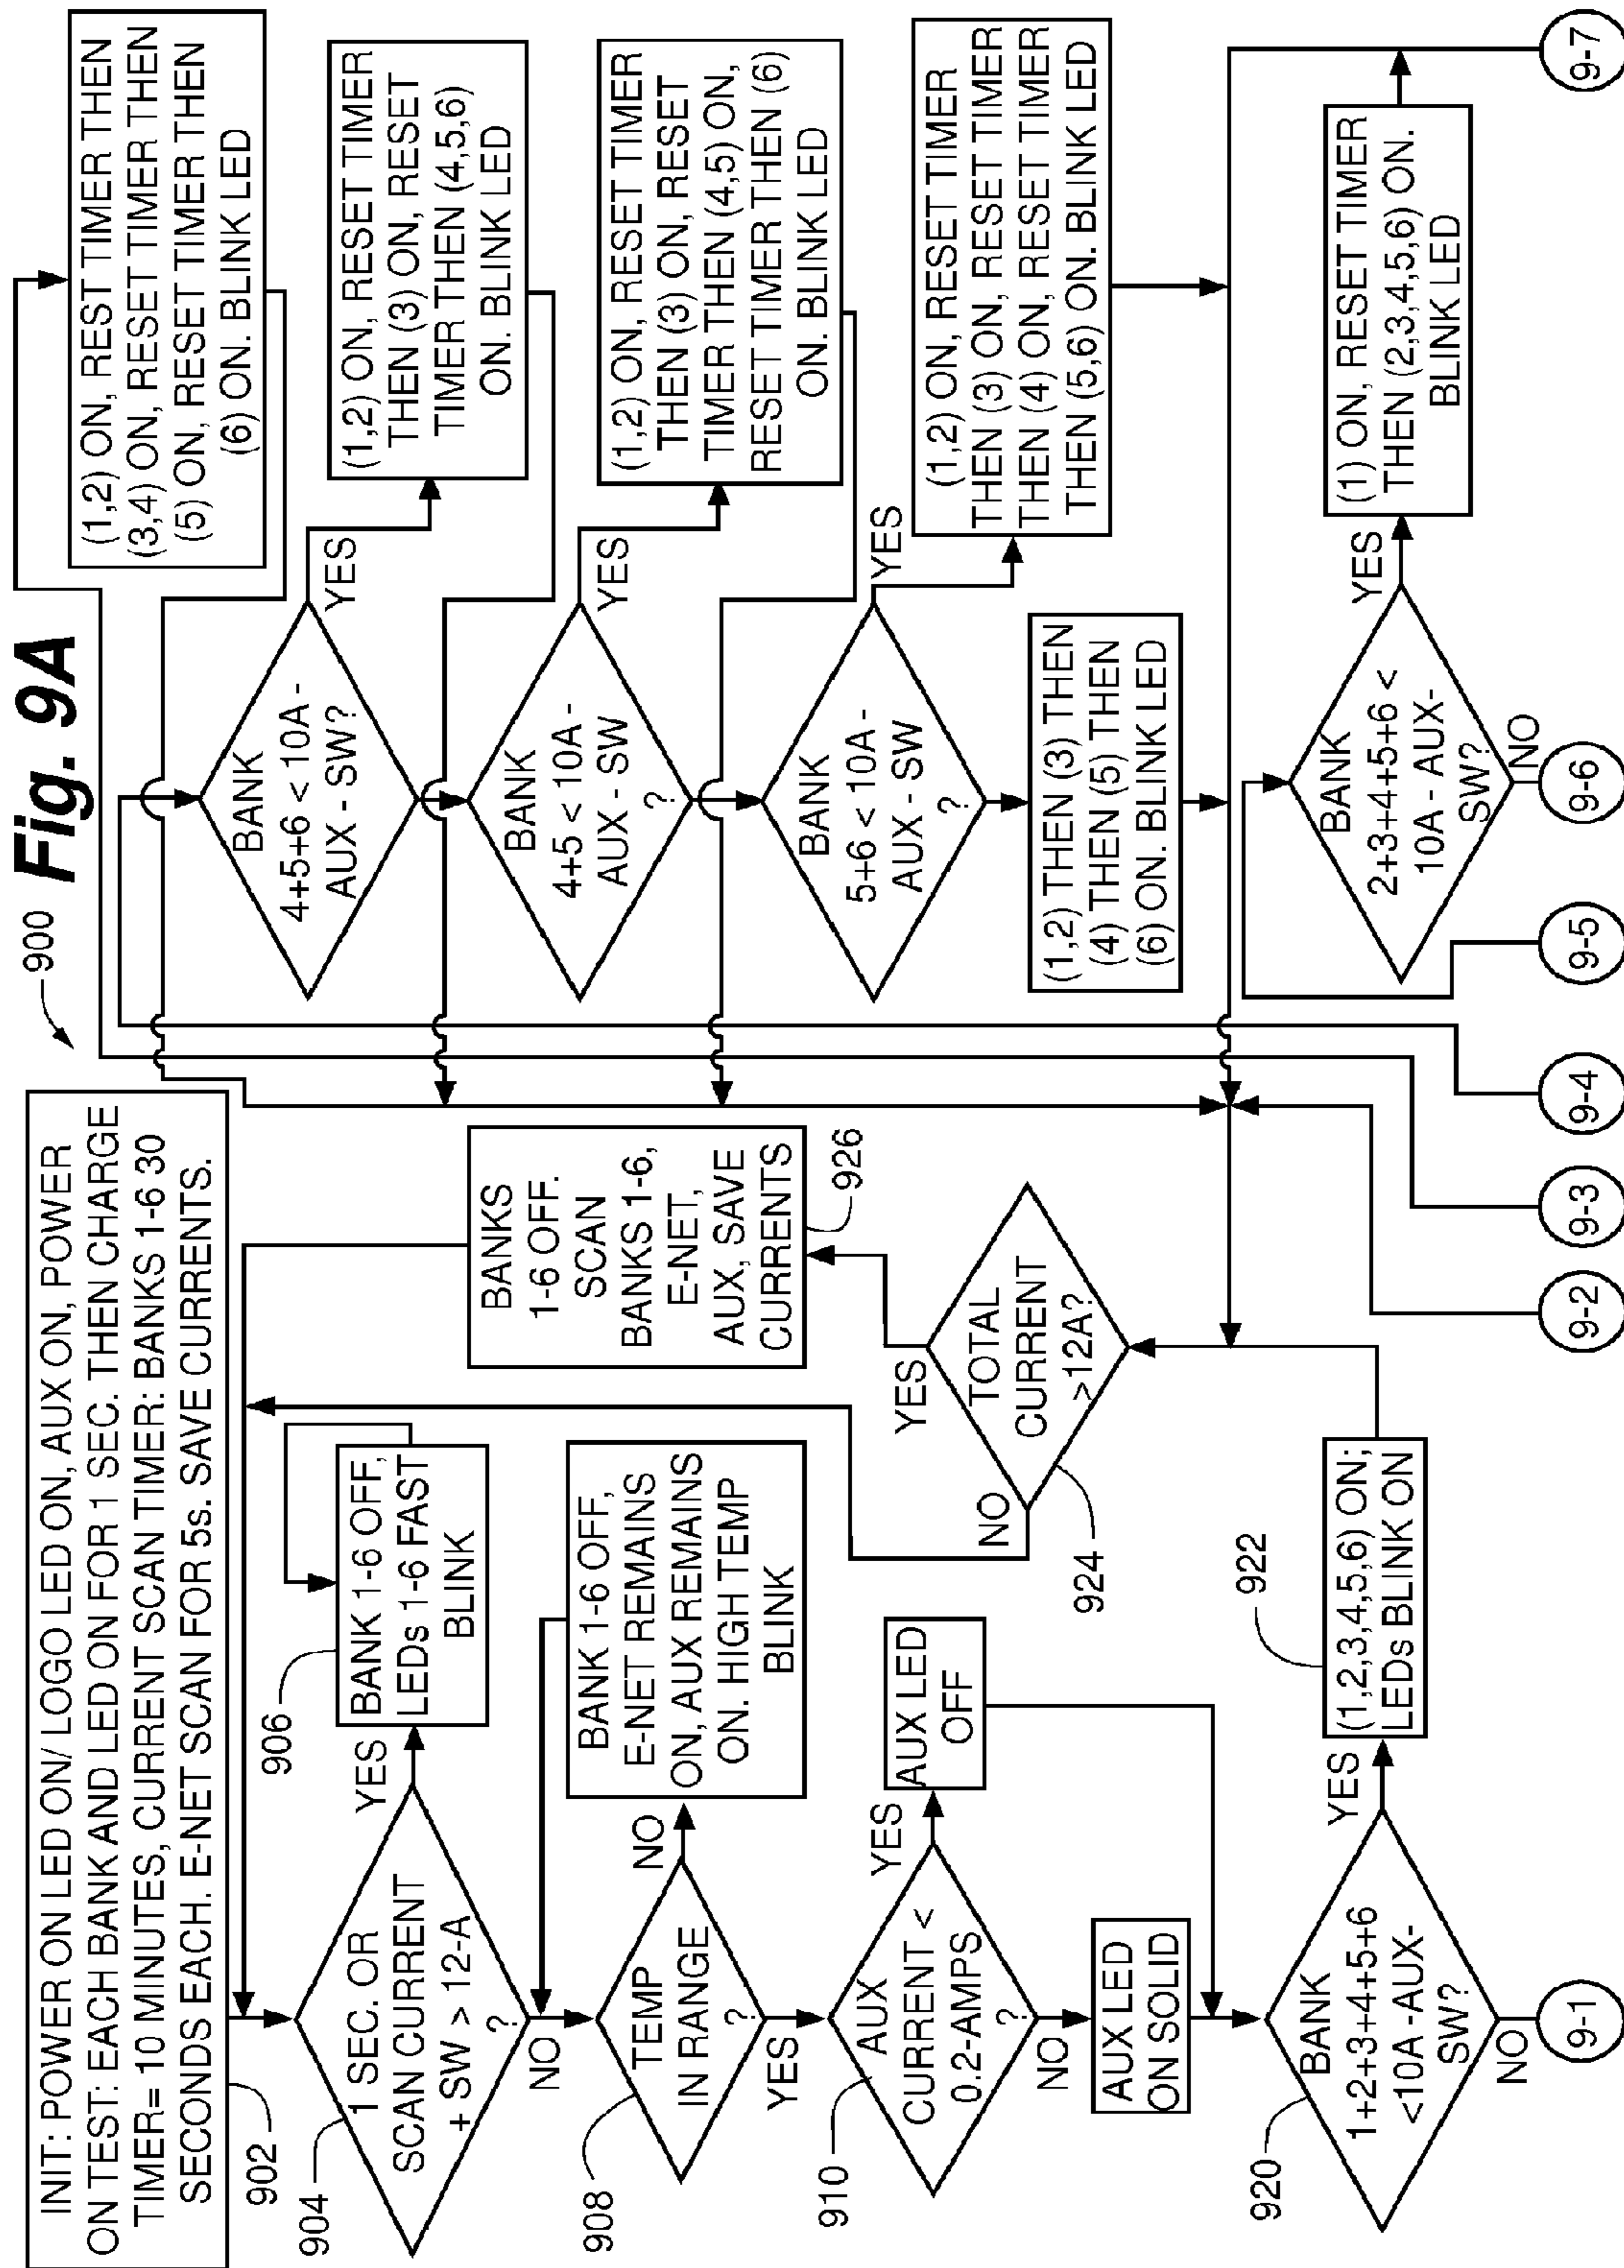 Fig. 9A
900
INIT: POWER ON LED ON/ LOGO LED ON, AUX ON, POWER
ON TEST: EACH BANK AND LED ON FOR 1 SEC. THEN CHARGE
TIMER= 10 MINUTES, CURRENT SCAN TIMER: BANKS 1-6 30
SECONDS EACH. E-NET SCAN FOR 5s. SAVE CURRENTS.
902
904
1 SEC. OR
SCAN CURRENT
+ SW > 12-A
?
YES
NO
906
BANK 1-6 OFF,
LEDs 1-6 FAST
BLINK
908
TEMP
IN RANGE
?
NO
YES
BANK 1-6 OFF,
E-NET REMAINS
ON, AUX REMAINS
ON. HIGH TEMP
BLINK
910
AUX
CURRENT <
0.2-AMPS
?
YES
NO
AUX LED
OFF
AUX LED
ON SOLID
920
BANK
1+2+3+4+5+6
<10A -AUX-
SW?
YES
NO
9-1
922
(1,2,3,4,5,6) ON;
LEDs BLINK ON
924
TOTAL
CURRENT
>12A?
YES
NO
BANKS
1-6 OFF.
SCAN
BANKS 1-6,
E-NET,
AUX, SAVE
CURRENTS
926
(1,2) ON, REST TIMER THEN
(3,4) ON, RESET TIMER THEN
(5) ON, RESET TIMER THEN
(6) ON. BLINK LED
BANK
4+5+6 < 10A -
AUX - SW?
YES
(1,2) ON, RESET TIMER
THEN (3) ON, RESET
TIMER THEN (4,5,6)
ON. BLINK LED
BANK
4+5 < 10A -
AUX - SW
?
YES
(1,2) ON, RESET TIMER
THEN (3) ON, RESET
TIMER THEN (4,5) ON,
RESET TIMER THEN (6)
ON. BLINK LED
BANK
5+6 < 10A -
AUX - SW
?
YES
(1,2) ON, RESET TIMER
THEN (3) ON, RESET TIMER
THEN (4) ON, RESET TIMER
THEN (5,6) ON. BLINK LED
(1,2) THEN (3) THEN
(4) THEN (5) THEN
(6) ON. BLINK LED
BANK
2+3+4+5+6 <
10A - AUX-
SW?
YES
NO
(1) ON, RESET TIMER
THEN (2,3,4,5,6) ON.
BLINK LED
9-2
9-3
9-4
9-5
9-6
9-7